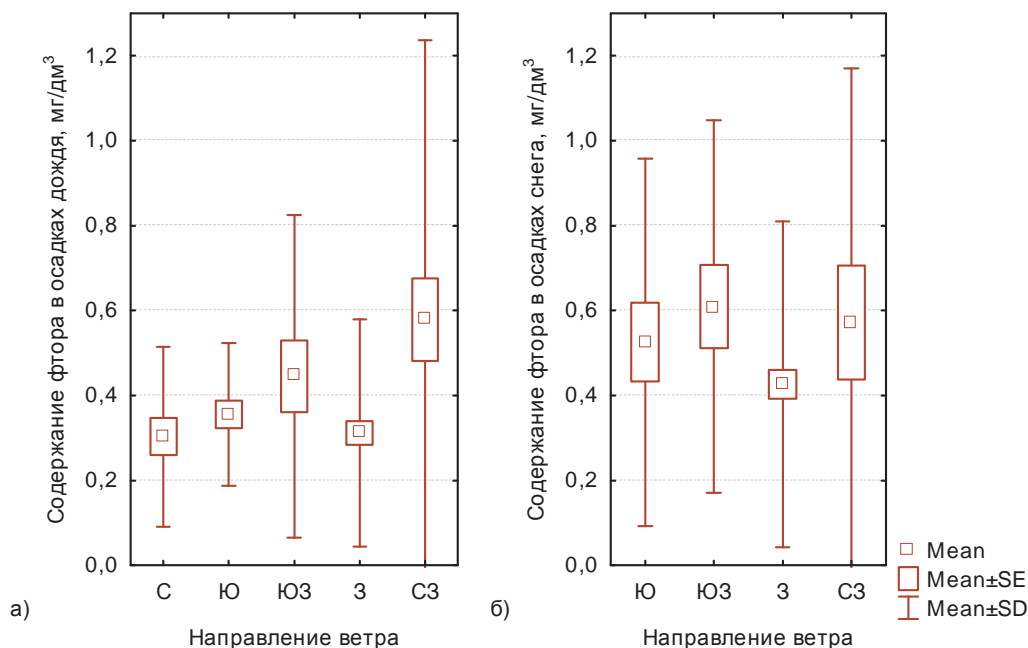 Содержание фтора в осадках дождя, мг/дм³
1,2
1,0
0,8
0,6
0,4
0,2
0,0
С Ю ЮЗ З СЗ
а)
Направление ветра
Содержание фтора в осадках снега, мг/дм³
1,2
1,0
0,8
0,6
0,4
0,2
0,0
Ю ЮЗ З СЗ
б)
Направление ветра
Mean
Mean±SE
Mean±SD